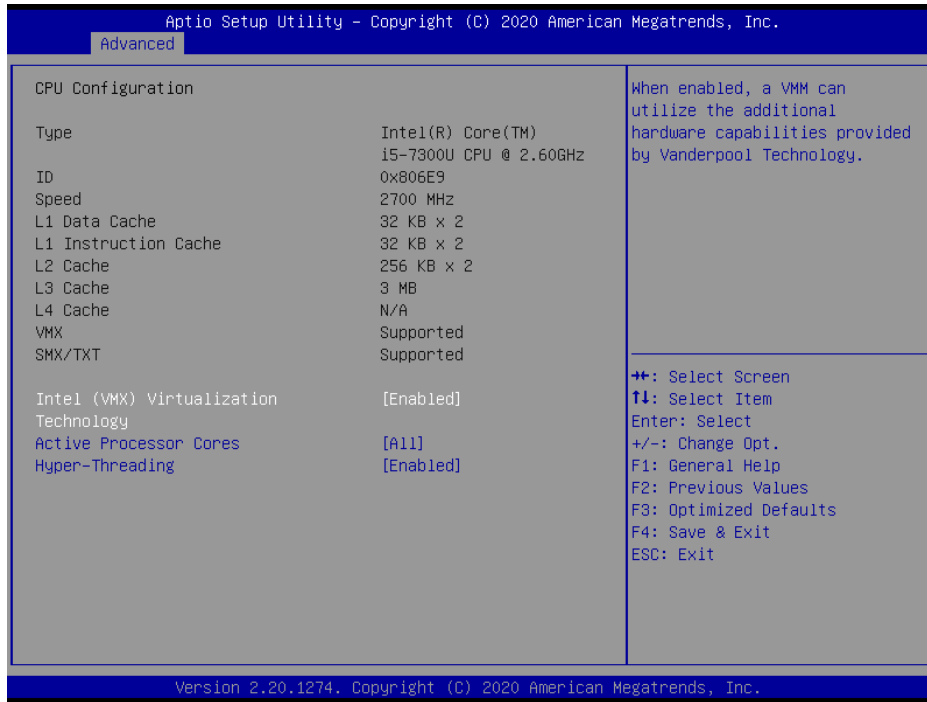 Aptio Setup Utility – Copyright (C) 2020 American Megatrends, Inc.
Advanced
CPU Configuration
Type Intel(R) Core(TM)
i5-7300U CPU @ 2.60GHz
ID 0x806E9
Speed 2700 MHz
L1 Data Cache 32 KB x 2
L1 Instruction Cache 32 KB x 2
L2 Cache 256 KB x 2
L3 Cache 3 MB
L4 Cache N/A
VMX Supported
SMX/TXT Supported
Intel (VMX) Virtualization [Enabled]
Technology
Active Processor Cores [All]
Hyper-Threading [Enabled]
When enabled, a VMM can
utilize the additional
hardware capabilities provided
by Vanderpool Technology.
→←: Select Screen
↑↓: Select Item
Enter: Select
+/-: Change Opt.
F1: General Help
F2: Previous Values
F3: Optimized Defaults
F4: Save & Exit
ESC: Exit
Version 2.20.1274. Copyright (C) 2020 American Megatrends, Inc.